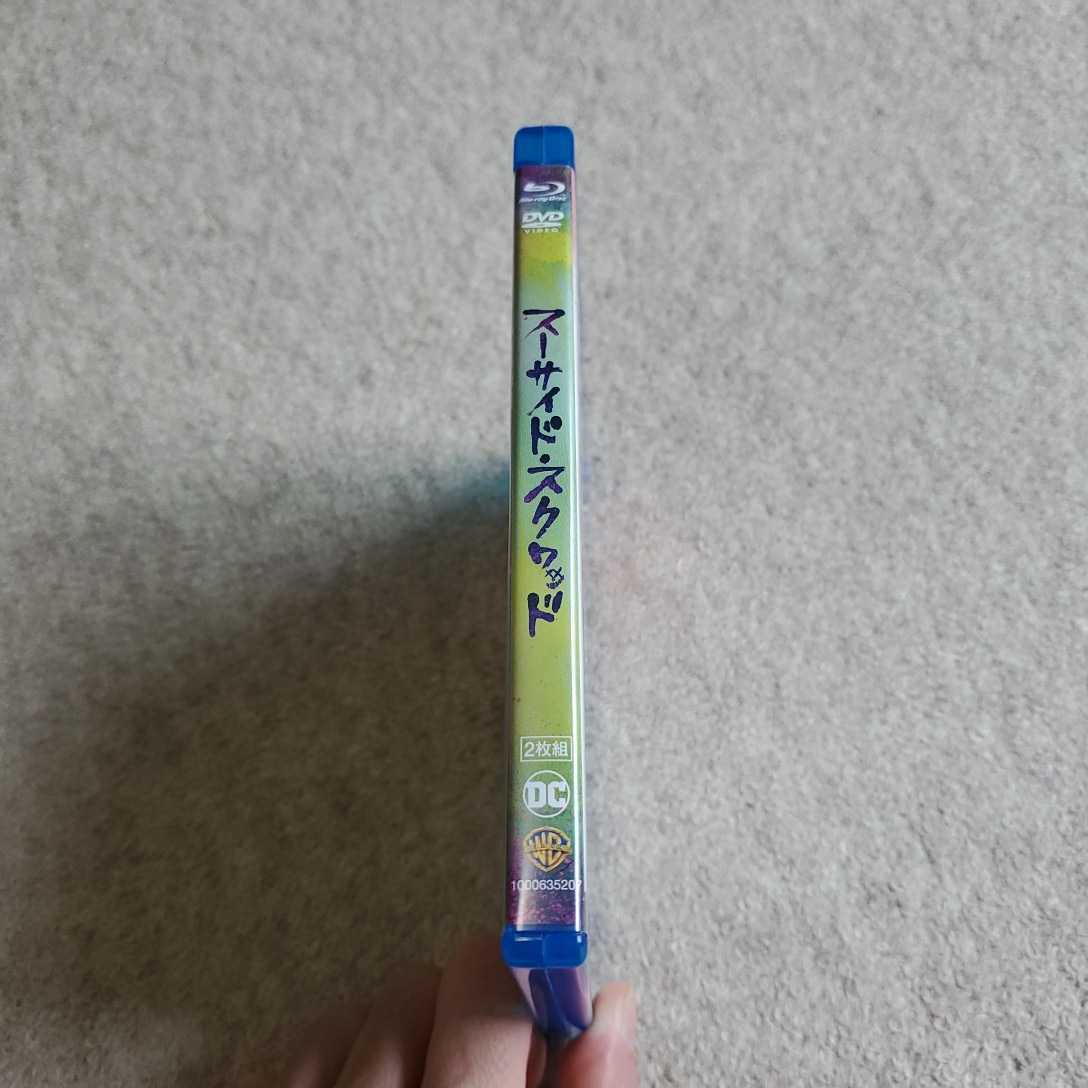 Blu-ray Disc
DVD
VIDEO
スーサイド・スクワッド
2枚組
DC
WB
1000635207